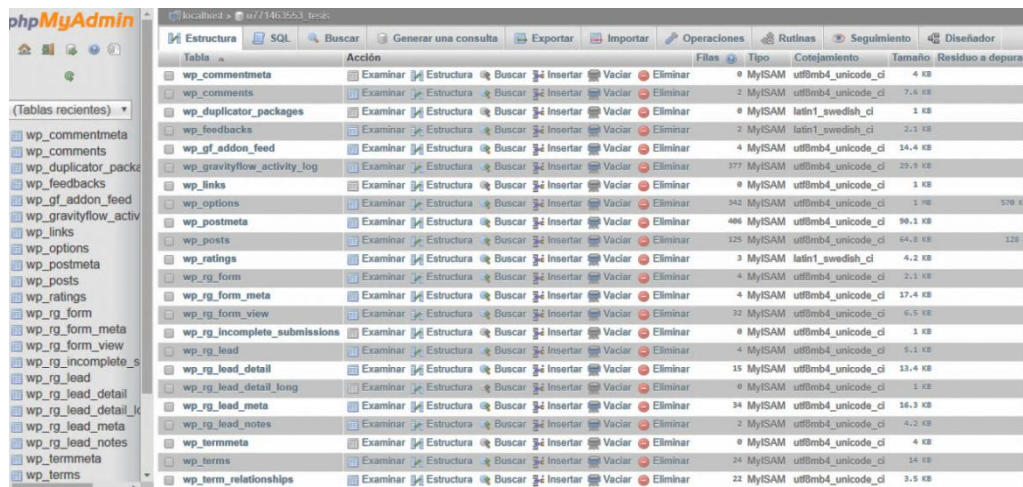 phpMyAdmin
(Tablas recientes)
wp_commentmeta
wp_comments
wp_duplicator_packa
wp_feedbacks
wp_gf_addon_feed
wp_gravityflow_activ
wp_links
wp_options
wp_postmeta
wp_posts
wp_ratings
wp_rg_form
wp_rg_form_meta
wp_rg_form_view
wp_rg_incomplete_s
wp_rg_lead
wp_rg_lead_detail
wp_rg_lead_detail_lo
wp_rg_lead_meta
wp_rg_lead_notes
wp_termmeta
wp_terms
localhost » u771463553_tesis
Estructura SQL Buscar Generar una consulta Exportar Importar Operaciones Rutinas Seguimiento Diseñador
Tabla Acción Filas Tipo Cotejamiento Tamaño Residuo a depura
wp_commentmeta Examinar Estructura Buscar Insertar Vaciar Eliminar 0 MyISAM utf8mb4_unicode_ci 4 KB
wp_comments Examinar Estructura Buscar Insertar Vaciar Eliminar 2 MyISAM utf8mb4_unicode_ci 7.6 KB
wp_duplicator_packages Examinar Estructura Buscar Insertar Vaciar Eliminar 0 MyISAM latin1_swedish_ci 1 KB
wp_feedbacks Examinar Estructura Buscar Insertar Vaciar Eliminar 2 MyISAM latin1_swedish_ci 2.1 KB
wp_gf_addon_feed Examinar Estructura Buscar Insertar Vaciar Eliminar 4 MyISAM utf8mb4_unicode_ci 14.4 KB
wp_gravityflow_activity_log Examinar Estructura Buscar Insertar Vaciar Eliminar 377 MyISAM utf8mb4_unicode_ci 29.9 KB
wp_links Examinar Estructura Buscar Insertar Vaciar Eliminar 0 MyISAM utf8mb4_unicode_ci 1 KB
wp_options Examinar Estructura Buscar Insertar Vaciar Eliminar 342 MyISAM utf8mb4_unicode_ci 1 MB 570 K
wp_postmeta Examinar Estructura Buscar Insertar Vaciar Eliminar 406 MyISAM utf8mb4_unicode_ci 90.1 KB
wp_posts Examinar Estructura Buscar Insertar Vaciar Eliminar 125 MyISAM utf8mb4_unicode_ci 64.8 KB 128
wp_ratings Examinar Estructura Buscar Insertar Vaciar Eliminar 3 MyISAM latin1_swedish_ci 4.2 KB
wp_rg_form Examinar Estructura Buscar Insertar Vaciar Eliminar 4 MyISAM utf8mb4_unicode_ci 2.1 KB
wp_rg_form_meta Examinar Estructura Buscar Insertar Vaciar Eliminar 4 MyISAM utf8mb4_unicode_ci 17.4 KB
wp_rg_form_view Examinar Estructura Buscar Insertar Vaciar Eliminar 32 MyISAM utf8mb4_unicode_ci 6.5 KB
wp_rg_incomplete_submissions Examinar Estructura Buscar Insertar Vaciar Eliminar 0 MyISAM utf8mb4_unicode_ci 1 KB
wp_rg_lead Examinar Estructura Buscar Insertar Vaciar Eliminar 4 MyISAM utf8mb4_unicode_ci 5.1 KB
wp_rg_lead_detail Examinar Estructura Buscar Insertar Vaciar Eliminar 15 MyISAM utf8mb4_unicode_ci 13.4 KB
wp_rg_lead_detail_long Examinar Estructura Buscar Insertar Vaciar Eliminar 0 MyISAM utf8mb4_unicode_ci 1 KB
wp_rg_lead_meta Examinar Estructura Buscar Insertar Vaciar Eliminar 34 MyISAM utf8mb4_unicode_ci 16.3 KB
wp_rg_lead_notes Examinar Estructura Buscar Insertar Vaciar Eliminar 2 MyISAM utf8mb4_unicode_ci 4.2 KB
wp_termmeta Examinar Estructura Buscar Insertar Vaciar Eliminar 0 MyISAM utf8mb4_unicode_ci 4 KB
wp_terms Examinar Estructura Buscar Insertar Vaciar Eliminar 24 MyISAM utf8mb4_unicode_ci 14 KB
wp_term_relationships Examinar Estructura Buscar Insertar Vaciar Eliminar 22 MyISAM utf8mb4_unicode_ci 3.5 KB